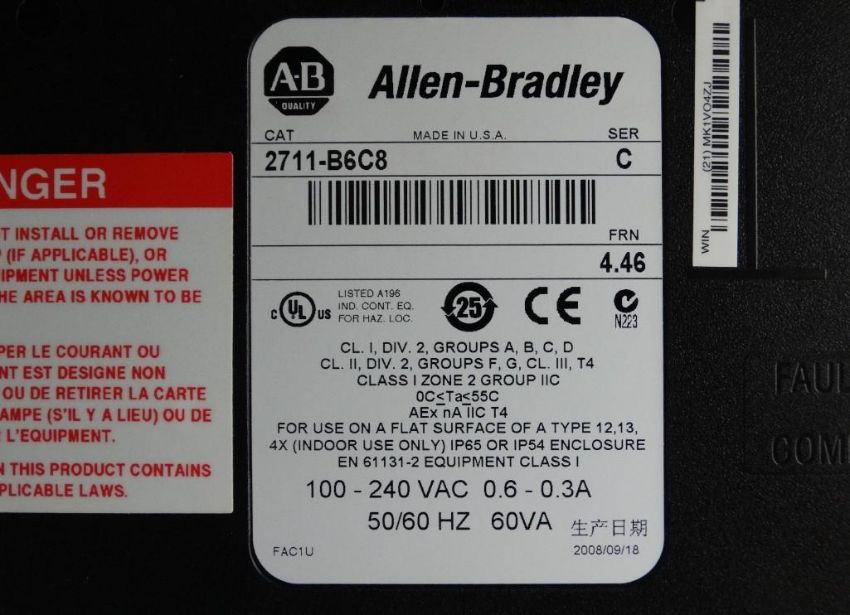 A-B
QUALITY
Allen-Bradley
CAT
MADE IN U.S.A.
SER
2711-B6C8
C
FRN
4.46
c UL us
LISTED A196
IND. CONT. EQ.
FOR HAZ. LOC.
25
CE
N223
CL. I, DIV. 2, GROUPS A, B, C, D
CL. II, DIV. 2, GROUPS F, G, CL. III, T4
CLASS I ZONE 2 GROUP IIC
0C≤Ta≤55C
AEx nA IIC T4
FOR USE ON A FLAT SURFACE OF A TYPE 12,13,
4X (INDOOR USE ONLY) IP65 OR IP54 ENCLOSURE
EN 61131-2 EQUIPMENT CLASS I
100 - 240 VAC 0.6 - 0.3A
50/60 HZ 60VA 生产日期
FAC1U
2008/09/18
NGER
T INSTALL OR REMOVE
P (IF APPLICABLE), OR
UIPMENT UNLESS POWER
HE AREA IS KNOWN TO BE
PER LE COURANT OU
NT EST DESIGNE NON
OU DE RETIRER LA CARTE
AMPE (S'IL Y A LIEU) OU DE
L'EQUIPMENT.
N THIS PRODUCT CONTAINS
PLICABLE LAWS.
WIN
(21) MK1VO4ZJ
FAUL
COM